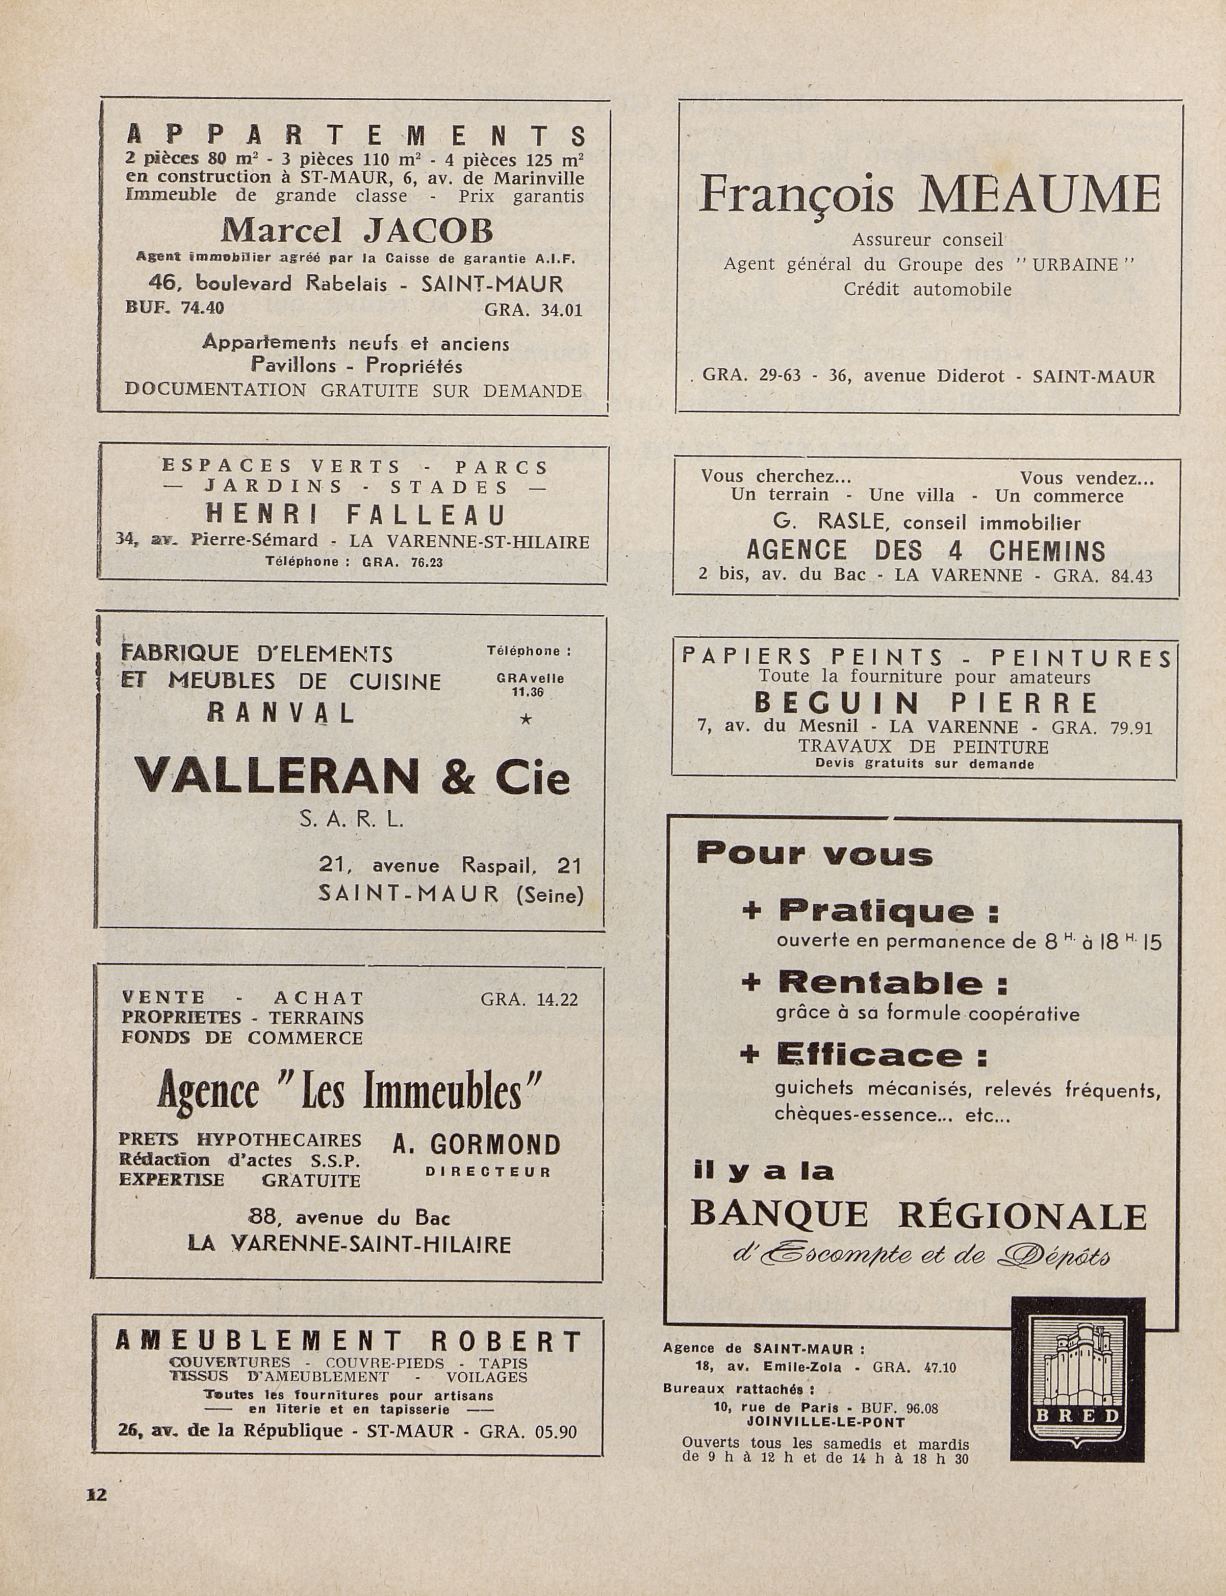 APPARTEMENTS
2 pièces 80 m² - 3 pièces 110 m² - 4 pièces 125 m²
en construction à ST-MAUR, 6, av. de Marinville
Immeuble de grande classe - Prix garantis
Marcel JACOB
Agent immobilier agréé par la Caisse de garantie A.I.F.
46, boulevard Rabelais - SAINT-MAUR
BUF. 74.40 GRA. 34.01
Appartements neufs et anciens
Pavillons - Propriétés
DOCUMENTATION GRATUITE SUR DEMANDE
ESPACES VERTS - PARCS
— JARDINS - STADES —
HENRI FALLEAU
34, av. Pierre-Sémard - LA VARENNE-ST-HILAIRE
Téléphone : GRA. 76.23
FABRIQUE D'ELEMENTS
ET MEUBLES DE CUISINE
RANVAL
Téléphone :
GRAvelle
11.36
★
VALLERAN & Cie
S. A. R. L.
21, avenue Raspail, 21
SAINT-MAUR (Seine)
VENTE - ACHAT
PROPRIETES - TERRAINS
FONDS DE COMMERCE
GRA. 14.22
Agence "Les Immeubles"
PRETS HYPOTHECAIRES
Rédaction d'actes S.S.P.
EXPERTISE GRATUITE
A. GORMOND
DIRECTEUR
88, avenue du Bac
LA VARENNE-SAINT-HILAIRE
AMEUBLEMENT ROBERT
COUVERTURES - COUVRE-PIEDS - TAPIS
TISSUS D'AMEUBLEMENT - VOILAGES
Toutes les fournitures pour artisans
— en literie et en tapisserie —
26, av. de la République - ST-MAUR - GRA. 05.90
12
François MEAUME
Assureur conseil
Agent général du Groupe des "URBAINE"
Crédit automobile
. GRA. 29-63 - 36, avenue Diderot - SAINT-MAUR
Vous cherchez... Vous vendez...
Un terrain - Une villa - Un commerce
G. RASLE, conseil immobilier
AGENCE DES 4 CHEMINS
2 bis, av. du Bac - LA VARENNE - GRA. 84.43
PAPIERS PEINTS - PEINTURES
Toute la fourniture pour amateurs
BEGUIN PIERRE
7, av. du Mesnil - LA VARENNE - GRA. 79.91
TRAVAUX DE PEINTURE
Devis gratuits sur demande
Pour vous
+ Pratique :
ouverte en permanence de 8 H. à 18 H. 15
+ Rentable :
grâce à sa formule coopérative
+ Efficace :
guichets mécanisés, relevés fréquents,
chèques-essence... etc...
il y a la
BANQUE RÉGIONALE
d'Escompte et de Dépôts
Agence de SAINT-MAUR :
18, av. Emile-Zola - GRA. 47.10
Bureaux rattachés :
10, rue de Paris - BUF. 96.08
JOINVILLE-LE-PONT
Ouverts tous les samedis et mardis
de 9 h à 12 h et de 14 h à 18 h 30
BRED